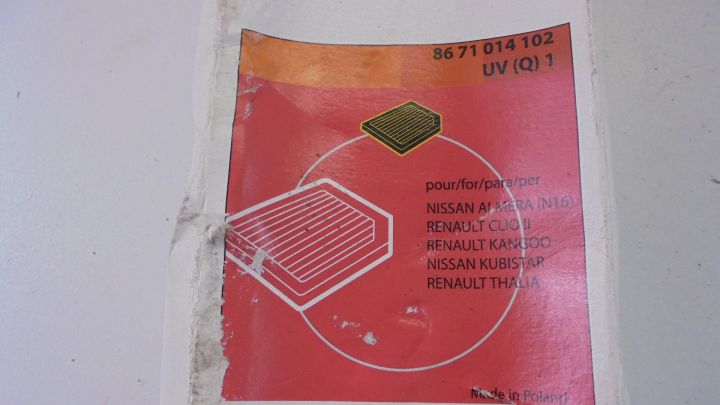 86 71 014 102
UV (Q) 1
pour/for/para/per
NISSAN ALMERA (N16)
RENAULT CLIO II
RENAULT KANGOO
NISSAN KUBISTAR
RENAULT THALIA
Made in Poland